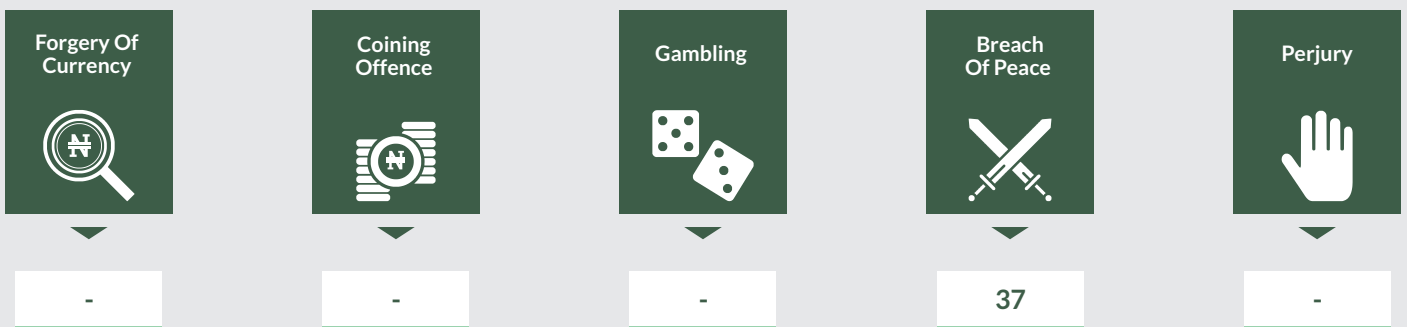 Forgery Of
Currency
Coining
Offence
Gambling
Breach
Of Peace
Perjury
₦
₦
-
-
-
37
-